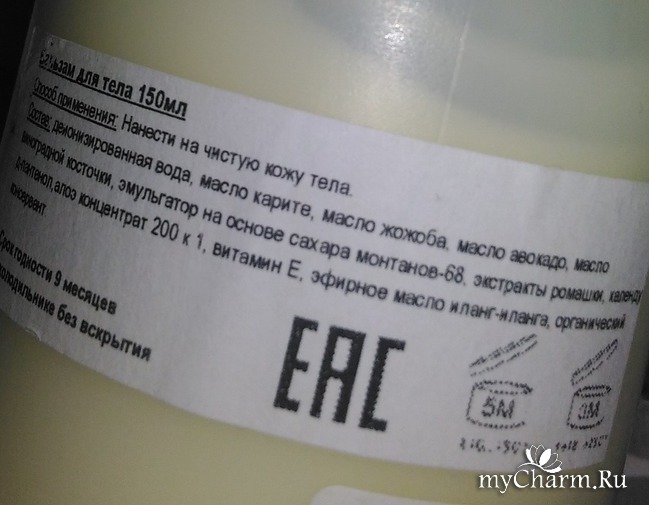 Бальзам для тела 150мл
Способ применения: Нанести на чистую кожу тела.
Состав: деионизированная вода, масло карите, масло жожоба, масло авокадо, масло
виноградной косточки, эмульгатор на основе сахара монтанов-68, экстракты ромашки, календу
Д-пантенол,алоэ концентрат 200 к 1, витамин Е, эфирное масло иланг-иланга, органический
консервант
Срок годности 9 месяцев
холодильнике без вскрытия
EAC
5M
3M
myCharm.Ru